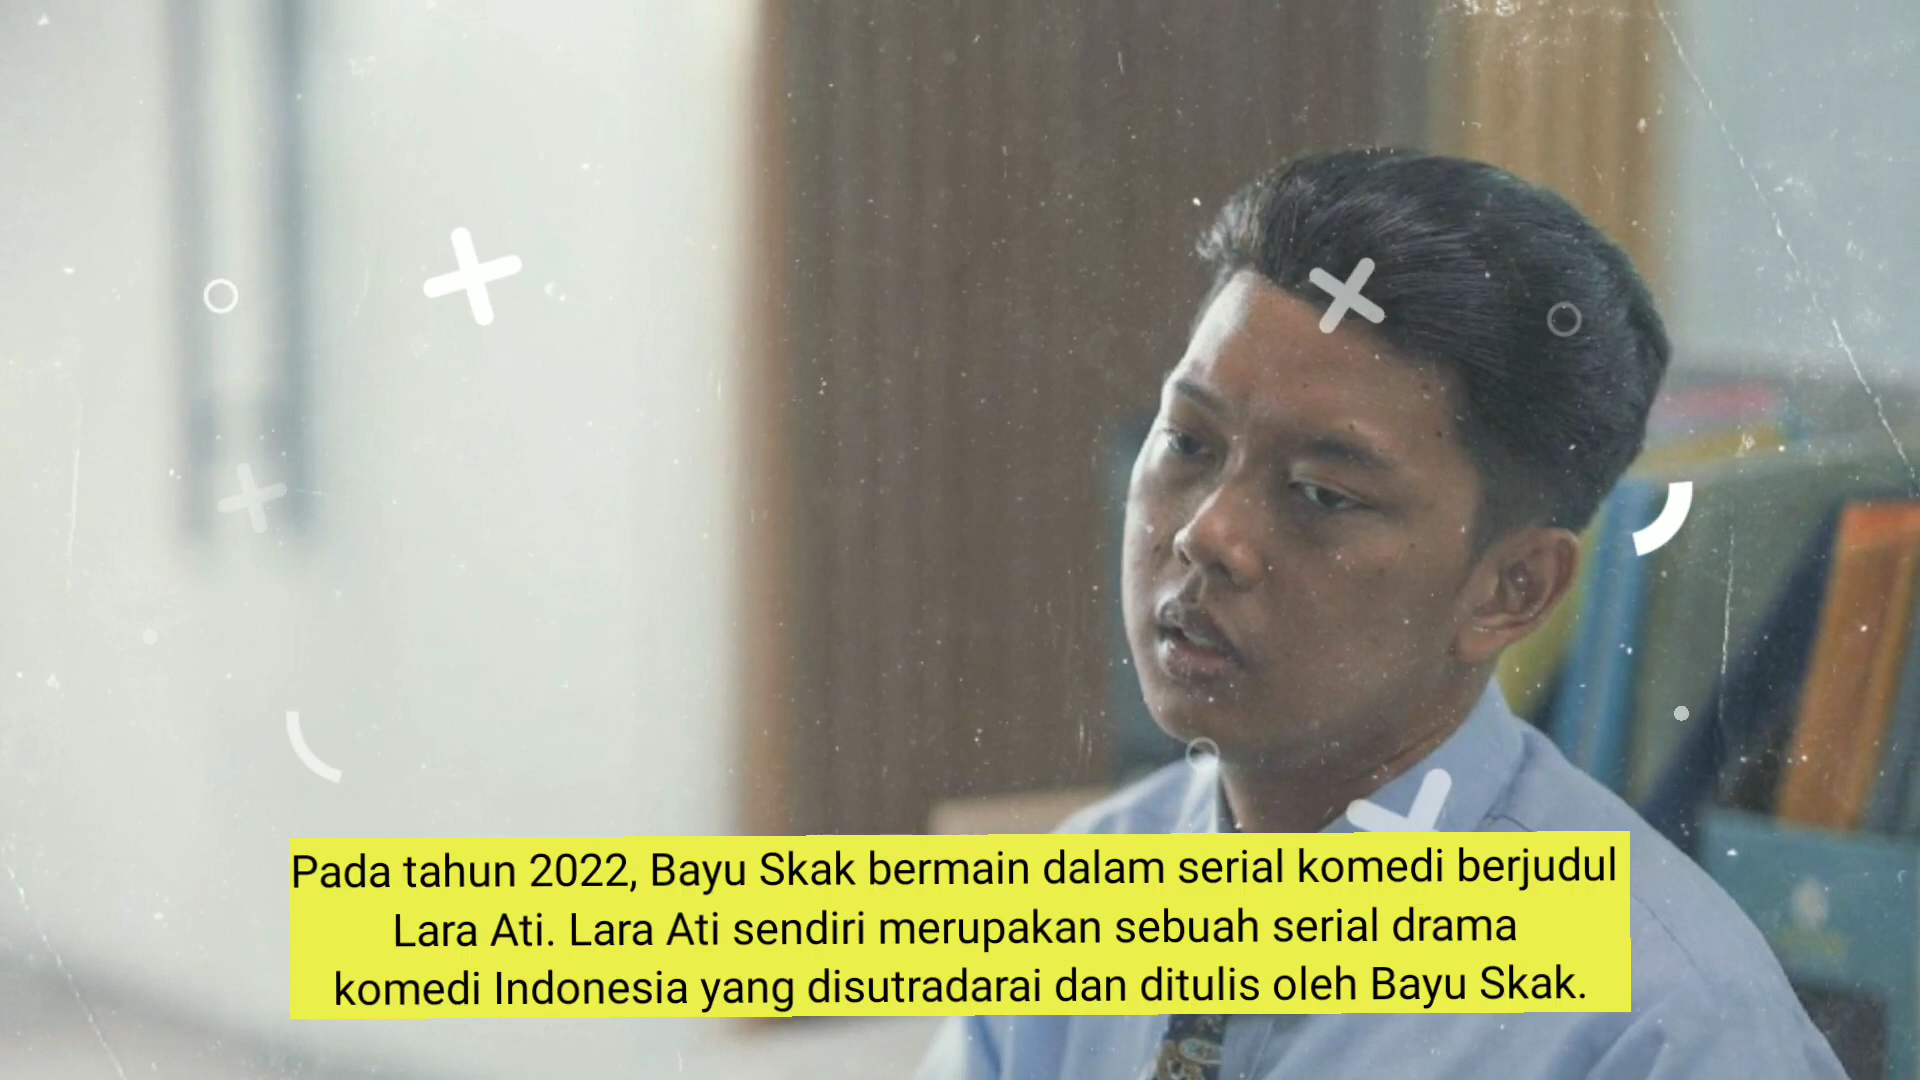 Pada tahun 2022, Bayu Skak bermain dalam serial komedi berjudul
Lara Ati. Lara Ati sendiri merupakan sebuah serial drama
komedi Indonesia yang disutradarai dan ditulis oleh Bayu Skak.